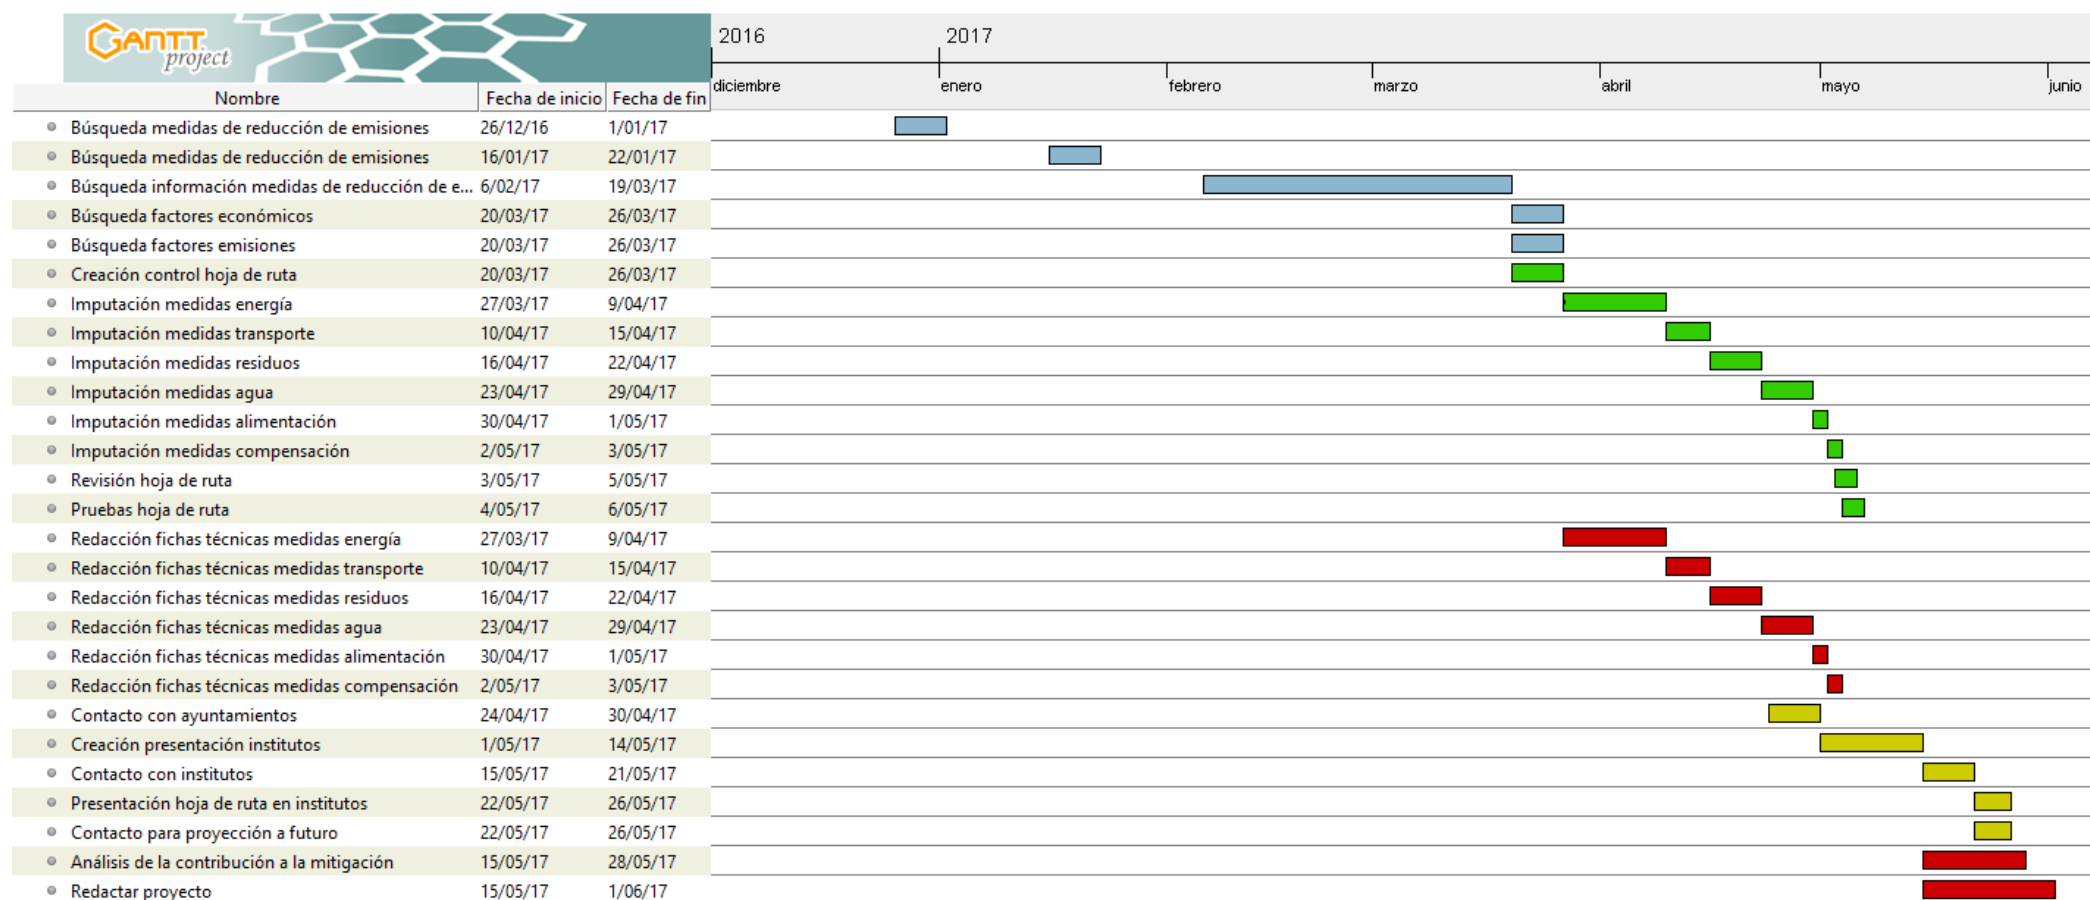 GANTT
project
2016 2017
diciembre enero febrero marzo abril mayo junio
Nombre Fecha de inicio Fecha de fin
Búsqueda medidas de reducción de emisiones 26/12/16 1/01/17
Búsqueda medidas de reducción de emisiones 16/01/17 22/01/17
Búsqueda información medidas de reducción de e... 6/02/17 19/03/17
Búsqueda factores económicos 20/03/17 26/03/17
Búsqueda factores emisiones 20/03/17 26/03/17
Creación control hoja de ruta 20/03/17 26/03/17
Imputación medidas energía 27/03/17 9/04/17
Imputación medidas transporte 10/04/17 15/04/17
Imputación medidas residuos 16/04/17 22/04/17
Imputación medidas agua 23/04/17 29/04/17
Imputación medidas alimentación 30/04/17 1/05/17
Imputación medidas compensación 2/05/17 3/05/17
Revisión hoja de ruta 3/05/17 5/05/17
Pruebas hoja de ruta 4/05/17 6/05/17
Redacción fichas técnicas medidas energía 27/03/17 9/04/17
Redacción fichas técnicas medidas transporte 10/04/17 15/04/17
Redacción fichas técnicas medidas residuos 16/04/17 22/04/17
Redacción fichas técnicas medidas agua 23/04/17 29/04/17
Redacción fichas técnicas medidas alimentación 30/04/17 1/05/17
Redacción fichas técnicas medidas compensación 2/05/17 3/05/17
Contacto con ayuntamientos 24/04/17 30/04/17
Creación presentación institutos 1/05/17 14/05/17
Contacto con institutos 15/05/17 21/05/17
Presentación hoja de ruta en institutos 22/05/17 26/05/17
Contacto para proyección a futuro 22/05/17 26/05/17
Análisis de la contribución a la mitigación 15/05/17 28/05/17
Redactar proyecto 15/05/17 1/06/17